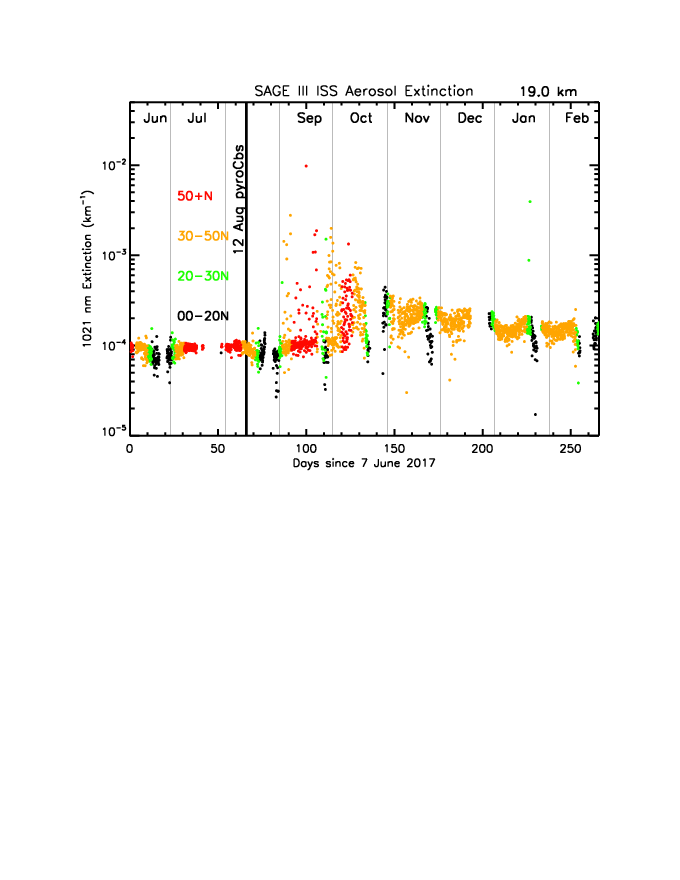 SAGE III ISS Aerosol Extinction 19.0 km
Jun Jul Sep Oct Nov Dec Jan Feb
12 Aug pyroCbs
50+N
30-50N
20-30N
00-20N
1021 nm Extinction (km⁻¹)
10⁻²
10⁻³
10⁻⁴
10⁻⁵
0 50 100 150 200 250
Days since 7 June 2017